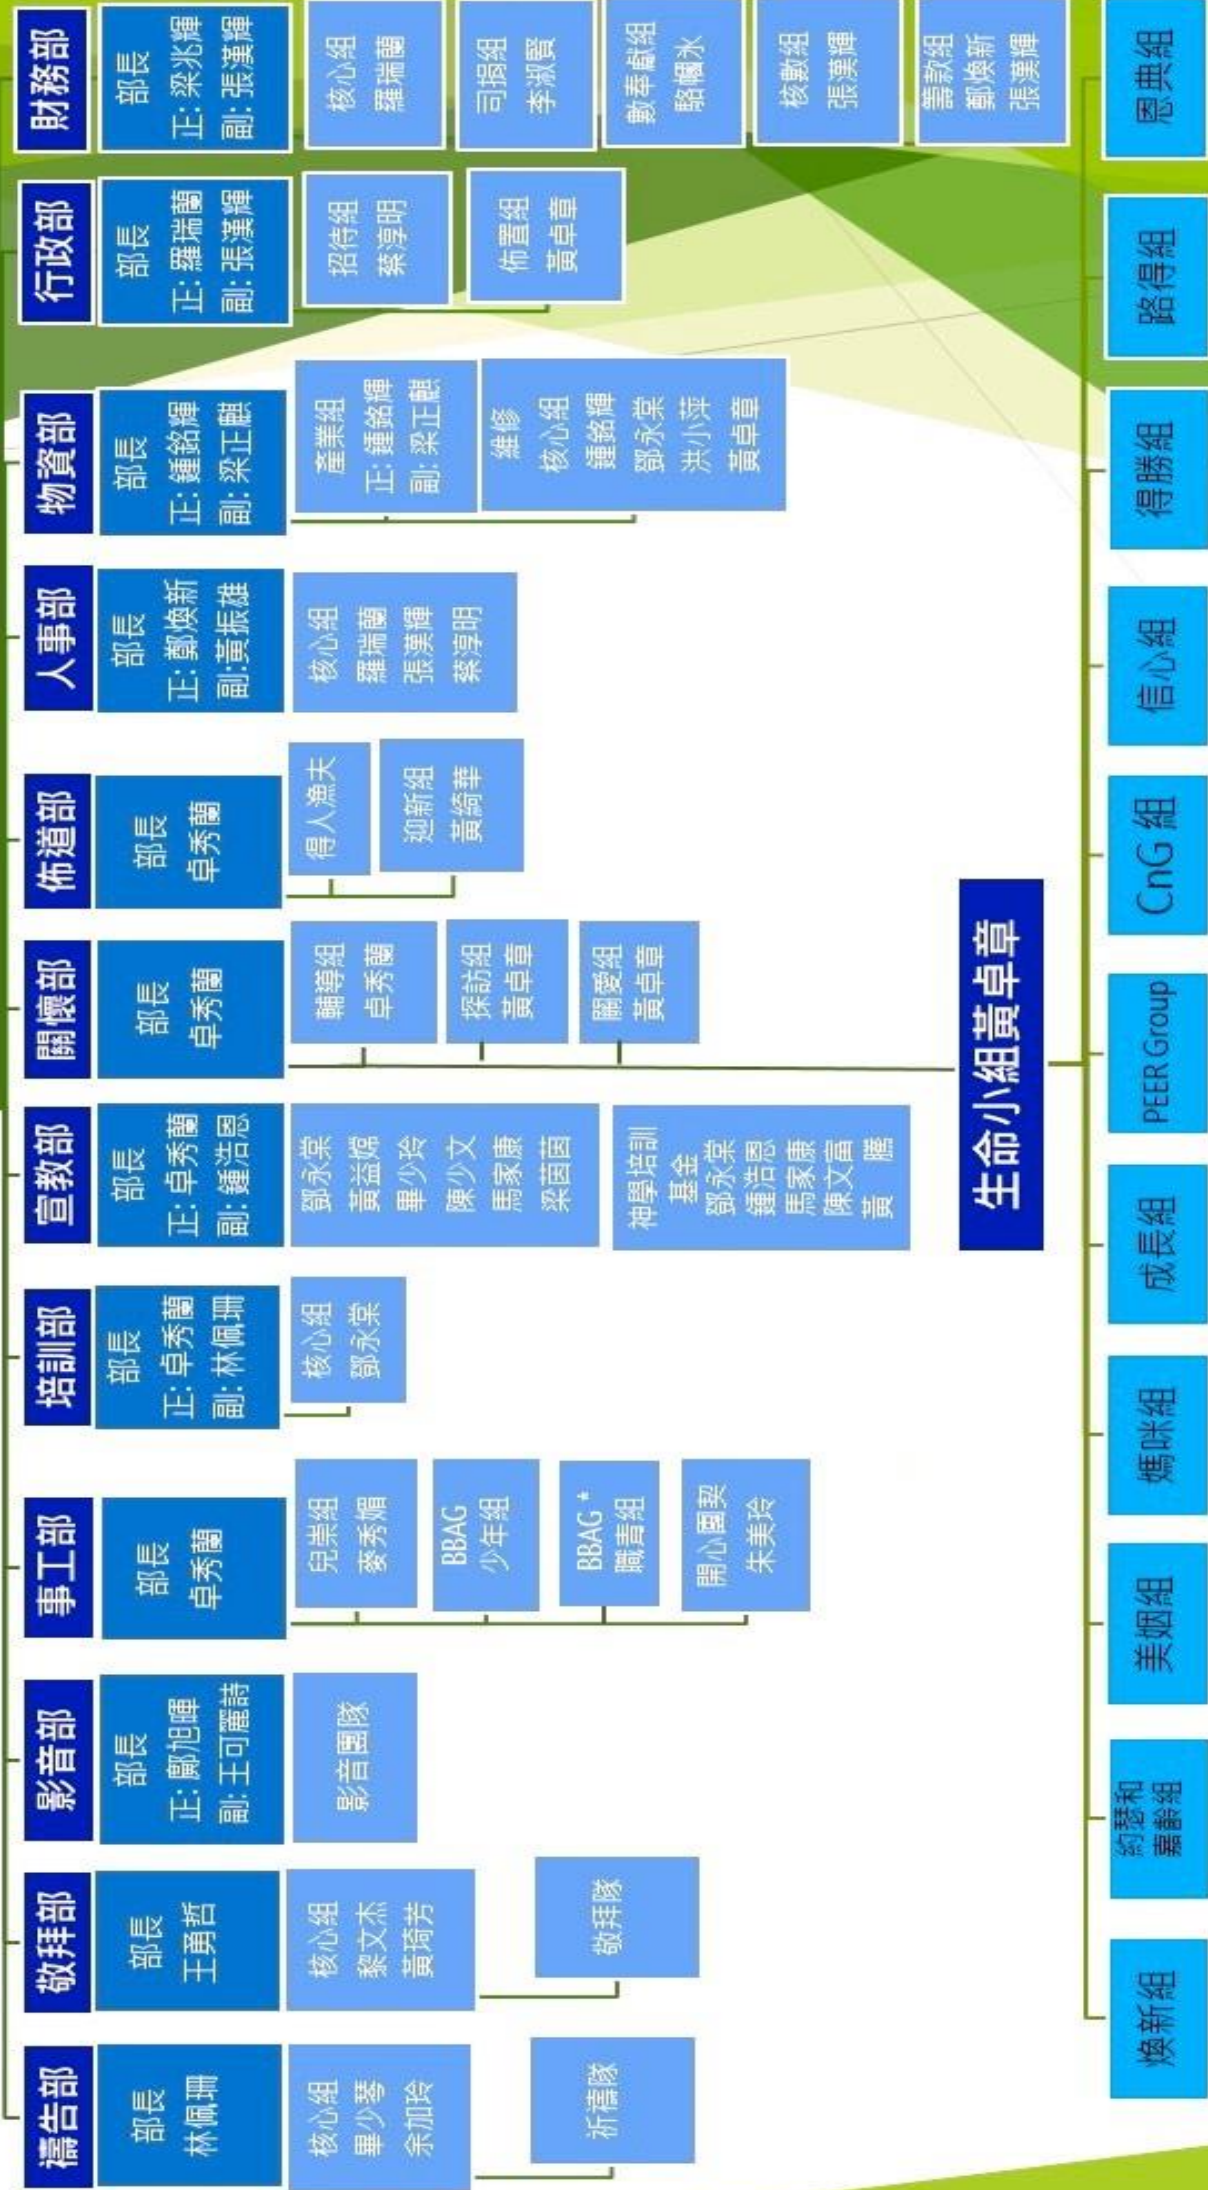 禱告部
部長
林佩珊
核心組
畢少琴
余加玲
祈禱隊
敬拜部
部長
王勇哲
核心組
黎文杰
黃琦芳
敬拜隊
影音部
部長
正: 鄺旭暉
副: 王可麗詩
影音團隊
事工部
部長
卓秀蘭
兒崇組
麥秀媚
BBAG
少年組
BBAG *
職青組
開心團契
朱美玲
培訓部
部長
正: 卓秀蘭
副: 林佩珊
核心組
鄧永棠
宣教部
部長
正: 卓秀蘭
副: 鍾浩恩
鄧永棠
黃益嫦
畢少玲
陳少文
馬家康
梁茵茵
神學培訓
基金
鄧永棠
鍾浩恩
馬家康
陳文富
黃 騰
關懷部
部長
卓秀蘭
輔導組
卓秀蘭
探訪組
黃卓章
關愛組
黃卓章
佈道部
部長
卓秀蘭
得人漁夫
迎新組
黃綺華
人事部
部長
正: 鄭煥新
副:黃振雄
核心組
羅瑞蘭
張漢輝
蔡淳明
物資部
部長
正: 鍾銘輝
副: 梁正麒
產業組
正: 鍾銘輝
副: 梁正麒
維修
核心組
鍾銘輝
鄧永棠
洪小萍
黃卓章
行政部
部長
正: 羅瑞蘭
副: 張漢輝
招待組
蔡淳明
佈置組
黃卓章
財務部
部長
正: 梁兆輝
副: 張漢輝
核心組
羅瑞蘭
司捐組
李淑賢
數奉獻組
駱幗冰
核數組
張漢輝
籌款組
鄭煥新
張漢輝
生命小組黃卓章
煥新組
約瑟和
嘉齡組
美姻組
媽咪組
成長組
PEER Group
CnG 組
信心組
得勝組
路得組
恩典組